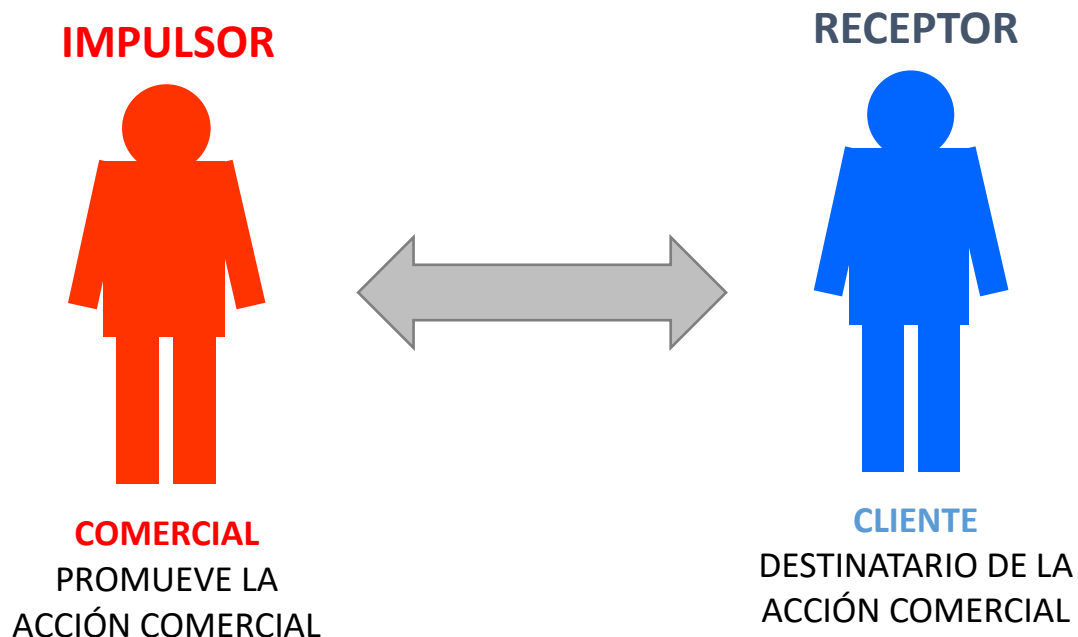 IMPULSOR
COMERCIAL
PROMUEVE LA
ACCIÓN COMERCIAL
RECEPTOR
CLIENTE
DESTINATARIO DE LA
ACCIÓN COMERCIAL